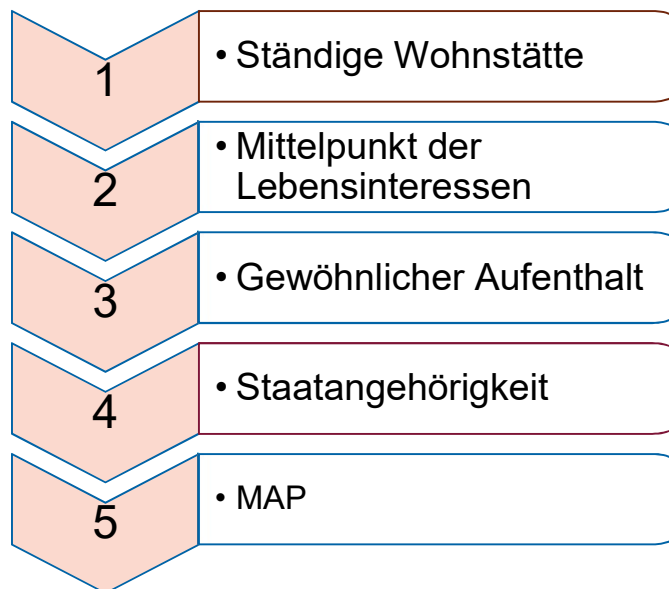 1
• Ständige Wohnstätte
2
• Mittelpunkt der
Lebensinteressen
3
• Gewöhnlicher Aufenthalt
4
• Staatangehörigkeit
5
• MAP